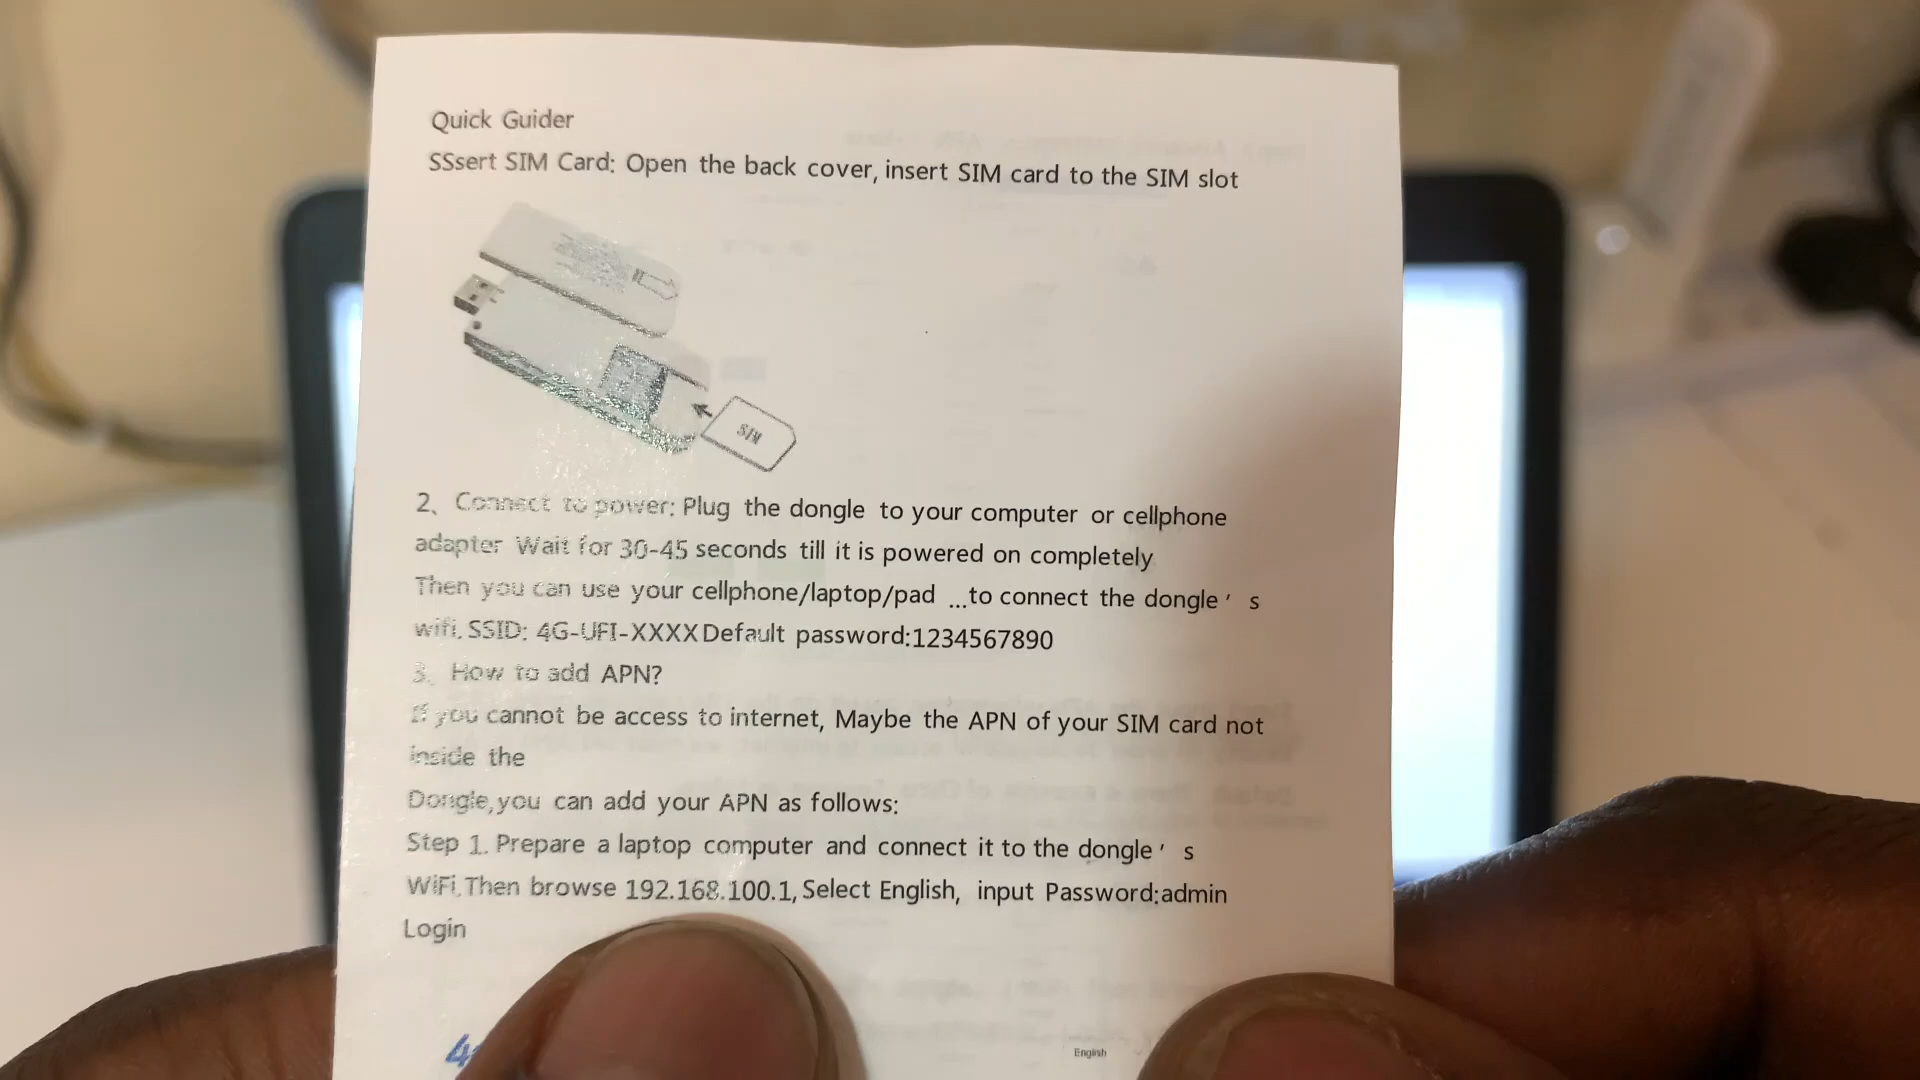 Quick Guider
SSsert SIM Card: Open the back cover, insert SIM card to the SIM slot
SIM
2、Connect to power: Plug the dongle to your computer or cellphone
adapter Wait for 30-45 seconds till it is powered on completely
Then you can use your cellphone/laptop/pad ...to connect the dongle’ s
wifi. SSID: 4G-UFI-XXXX Default password:1234567890
3、How to add APN?
If you cannot be access to internet, Maybe the APN of your SIM card not
inside the
Dongle,you can add your APN as follows:
Step 1. Prepare a laptop computer and connect it to the dongle’ s
WiFi.Then browse 192.168.100.1, Select English, input Password:admin
Login
English